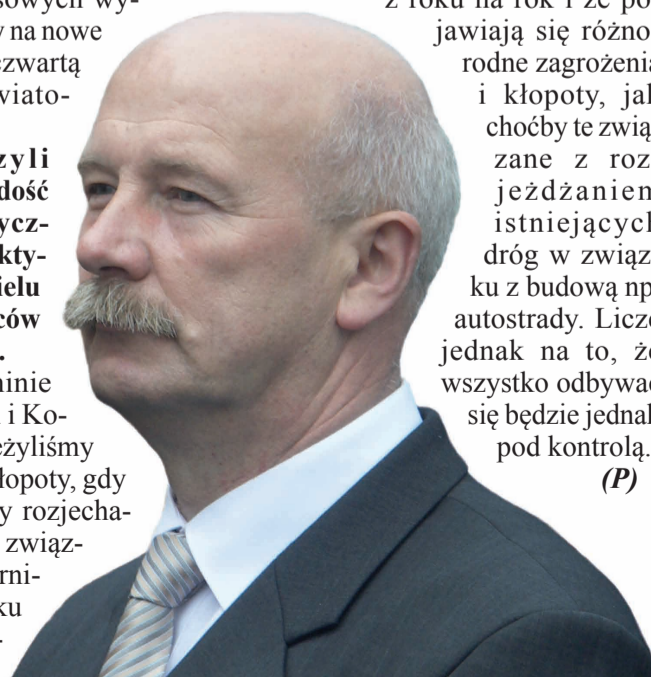 sowych wy-
na nowe
czwartą
wiato-
zyli
dość
ycz-
kty-
ielu
ców
.
inie
i Ko-
eżyliśmy
łopoty, gdy
y rozjecha-
związ-
rni-
ku
-
z roku na rok i że po-
jawiają się różno-
rodne zagrożenia
i kłopoty, jak
choćby te zwią-
zane z roz-
jeżdżaniem
istniejących
dróg w związ-
ku z budową np.
autostrady. Liczę
jednak na to, że
wszystko odbywać
się będzie jednak
pod kontrolą.
(P)